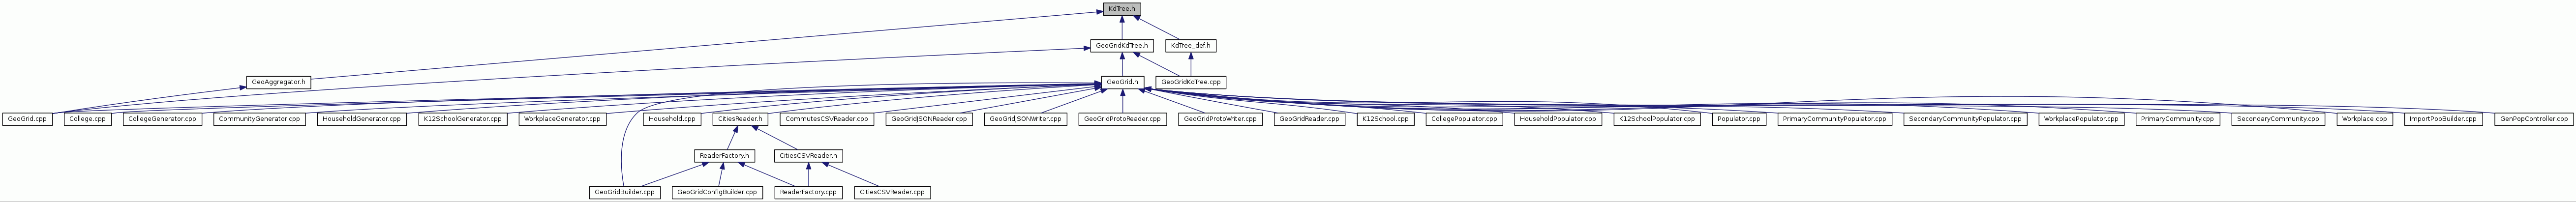 KdTree.h
GeoGridKdTree.h
KdTree_def.h
GeoAggregator.h
GeoGrid.h
GeoGridKdTree.cpp
GeoGrid.cpp
College.cpp
CollegeGenerator.cpp
CommunityGenerator.cpp
HouseholdGenerator.cpp
K12SchoolGenerator.cpp
WorkplaceGenerator.cpp
Household.cpp
CitiesReader.h
CommutesCSVReader.cpp
GeoGridJSONReader.cpp
GeoGridJSONWriter.cpp
GeoGridProtoReader.cpp
GeoGridProtoWriter.cpp
GeoGridReader.cpp
K12School.cpp
CollegePopulator.cpp
HouseholdPopulator.cpp
K12SchoolPopulator.cpp
Populator.cpp
PrimaryCommunityPopulator.cpp
SecondaryCommunityPopulator.cpp
WorkplacePopulator.cpp
PrimaryCommunity.cpp
SecondaryCommunity.cpp
Workplace.cpp
ImportPopBuilder.cpp
GenPopController.cpp
ReaderFactory.h
CitiesCSVReader.h
GeoGridBuilder.cpp
GeoGridConfigBuilder.cpp
ReaderFactory.cpp
CitiesCSVReader.cpp